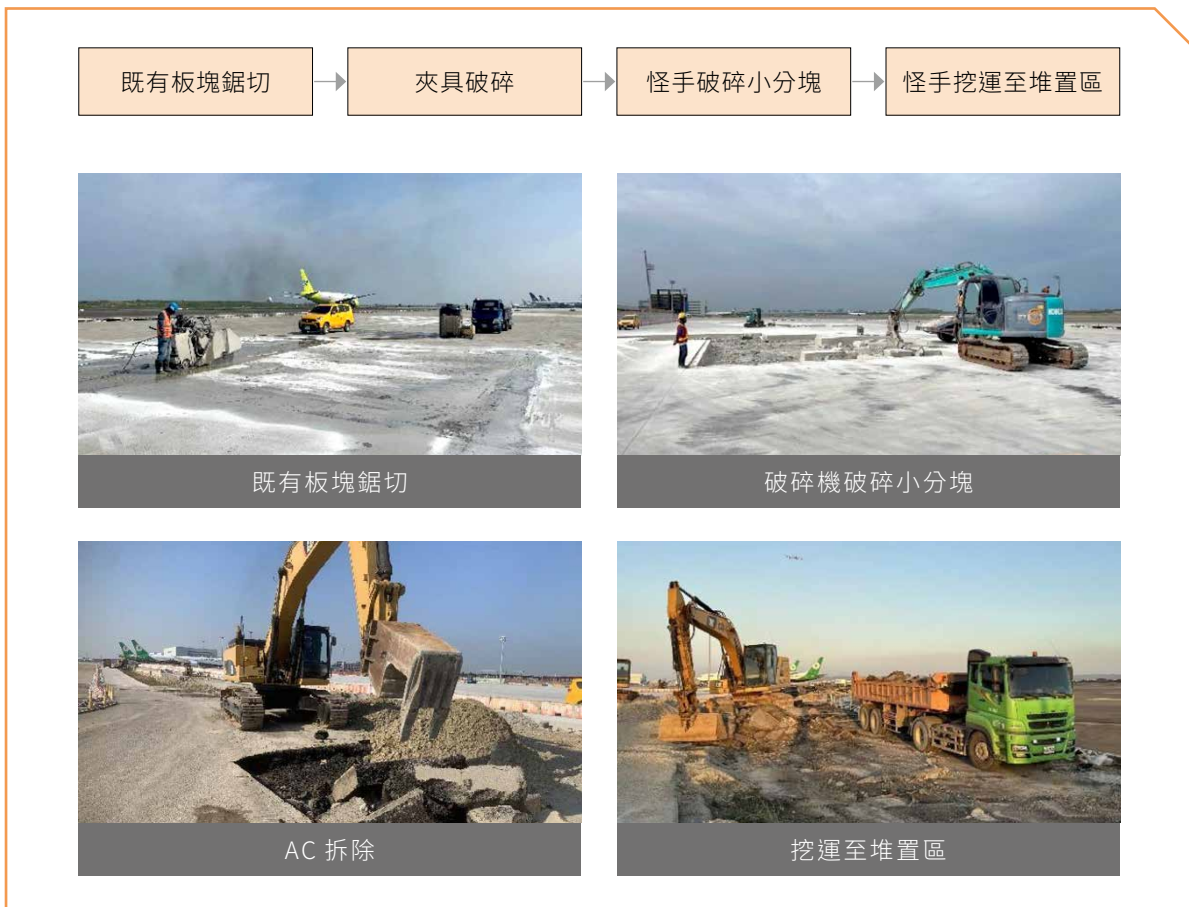 既有板塊鋸切
夾具破碎
怪手破碎小分塊
怪手挖運至堆置區
既有板塊鋸切
破碎機破碎小分塊
AC 拆除
挖運至堆置區